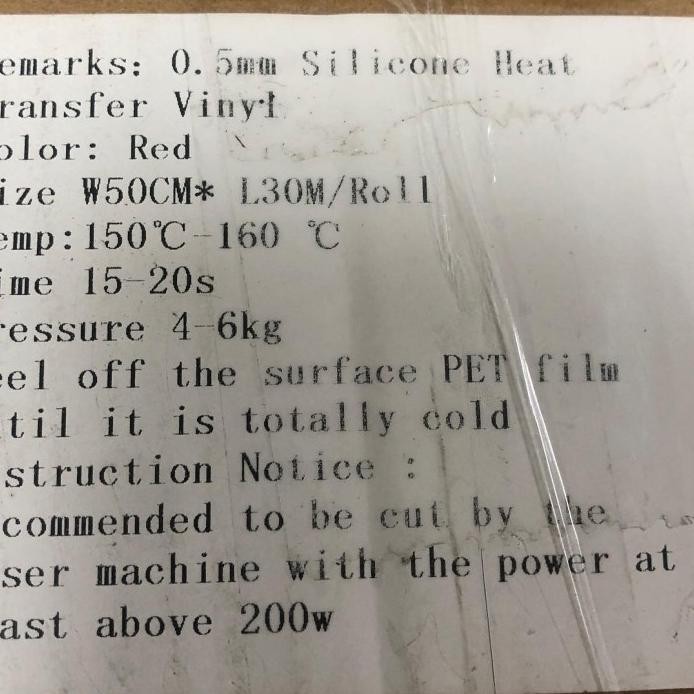 emarks: 0.5mm Silicone Heat
ransfer Vinyl
olor: Red
ize W50CM* L30M/Roll
emp:150℃-160 ℃
ime 15-20s
ressure 4-6kg
eel off the surface PET film
til it is totally cold
struction Notice :
commended to be cut by the
ser machine with the power at
ast above 200w